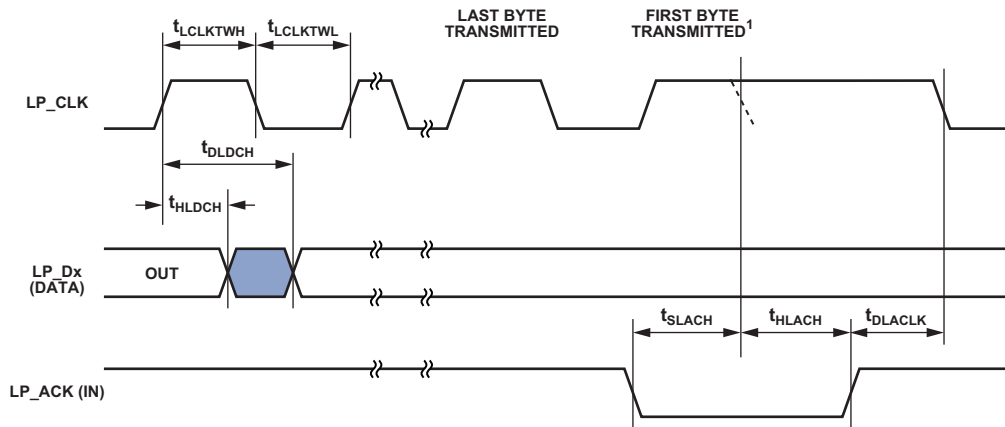 LAST BYTE
TRANSMITTED
FIRST BYTE
TRANSMITTED1
tLCLKTWH
tLCLKTWL
LP_CLK
tDLDCH
tHLDCH
LP_Dx
(DATA)
OUT
tSLACH
tHLACH
tDLACLK
LP_ACK (IN)